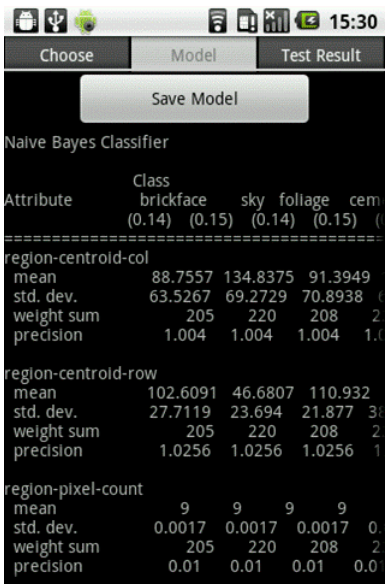 15:30
Choose Model Test Result
Save Model
Naive Bayes Classifier
Class
Attribute brickface sky foliage cem
(0.14) (0.15) (0.14) (0.15) (
==============================================
region-centroid-col
mean 88.7557 134.8375 91.3949
std. dev. 63.5267 69.2729 70.8938
weight sum 205 220 208
precision 1.004 1.004 1.004
region-centroid-row
mean 102.6091 46.6807 110.932
std. dev. 27.7119 23.694 21.877 38
weight sum 205 220 208
precision 1.0256 1.0256 1.0256
region-pixel-count
mean 9 9 9 9
std. dev. 0.0017 0.0017 0.0017 0.
weight sum 205 220 208
precision 0.01 0.01 0.01 0.01